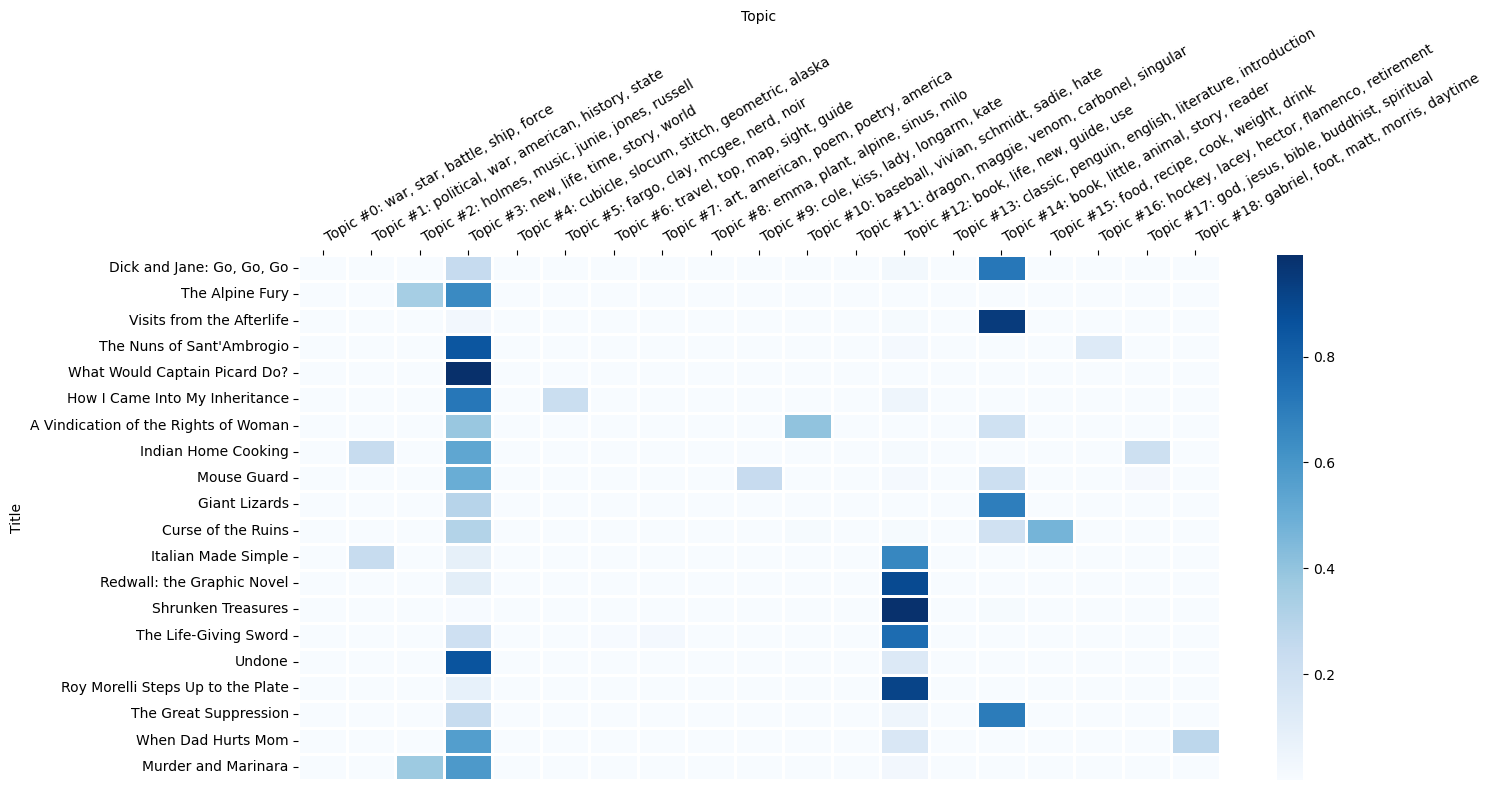 Topic
Topic #0: war, star, battle, ship, force
Topic #1: political, war, american, history, state
Topic #2: holmes, music, junie, jones, russell
Topic #3: new, life, time, story, world
Topic #4: cubicle, slocum, stitch, geometric, alaska
Topic #5: fargo, clay, mcgee, nerd, noir
Topic #6: travel, top, map, sight, guide
Topic #7: art, american, poem, poetry, america
Topic #8: emma, plant, alpine, sinus, milo
Topic #9: cole, kiss, lady, longarm, kate
Topic #10: baseball, vivian, schmidt, sadie, hate
Topic #11: dragon, maggie, venom, carbonel, singular
Topic #12: book, life, new, guide, use
Topic #13: classic, penguin, english, literature, introduction
Topic #14: book, little, animal, story, reader
Topic #15: food, recipe, cook, weight, drink
Topic #16: hockey, lacey, hector, flamenco, retirement
Topic #17: god, jesus, bible, buddhist, spiritual
Topic #18: gabriel, foot, matt, morris, daytime
Title
Dick and Jane: Go, Go, Go
The Alpine Fury
Visits from the Afterlife
The Nuns of Sant'Ambrogio
What Would Captain Picard Do?
How I Came Into My Inheritance
A Vindication of the Rights of Woman
Indian Home Cooking
Mouse Guard
Giant Lizards
Curse of the Ruins
Italian Made Simple
Redwall: the Graphic Novel
Shrunken Treasures
The Life-Giving Sword
Undone
Roy Morelli Steps Up to the Plate
The Great Suppression
When Dad Hurts Mom
Murder and Marinara
0.8
0.6
0.4
0.2